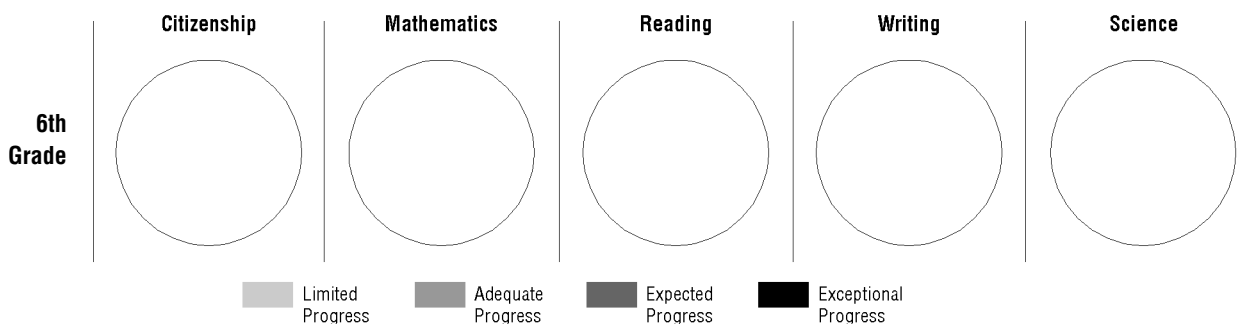 Citizenship Mathematics Reading Writing Science
6th
Grade
Limited Adequate Expected Exceptional
Progress Progress Progress Progress